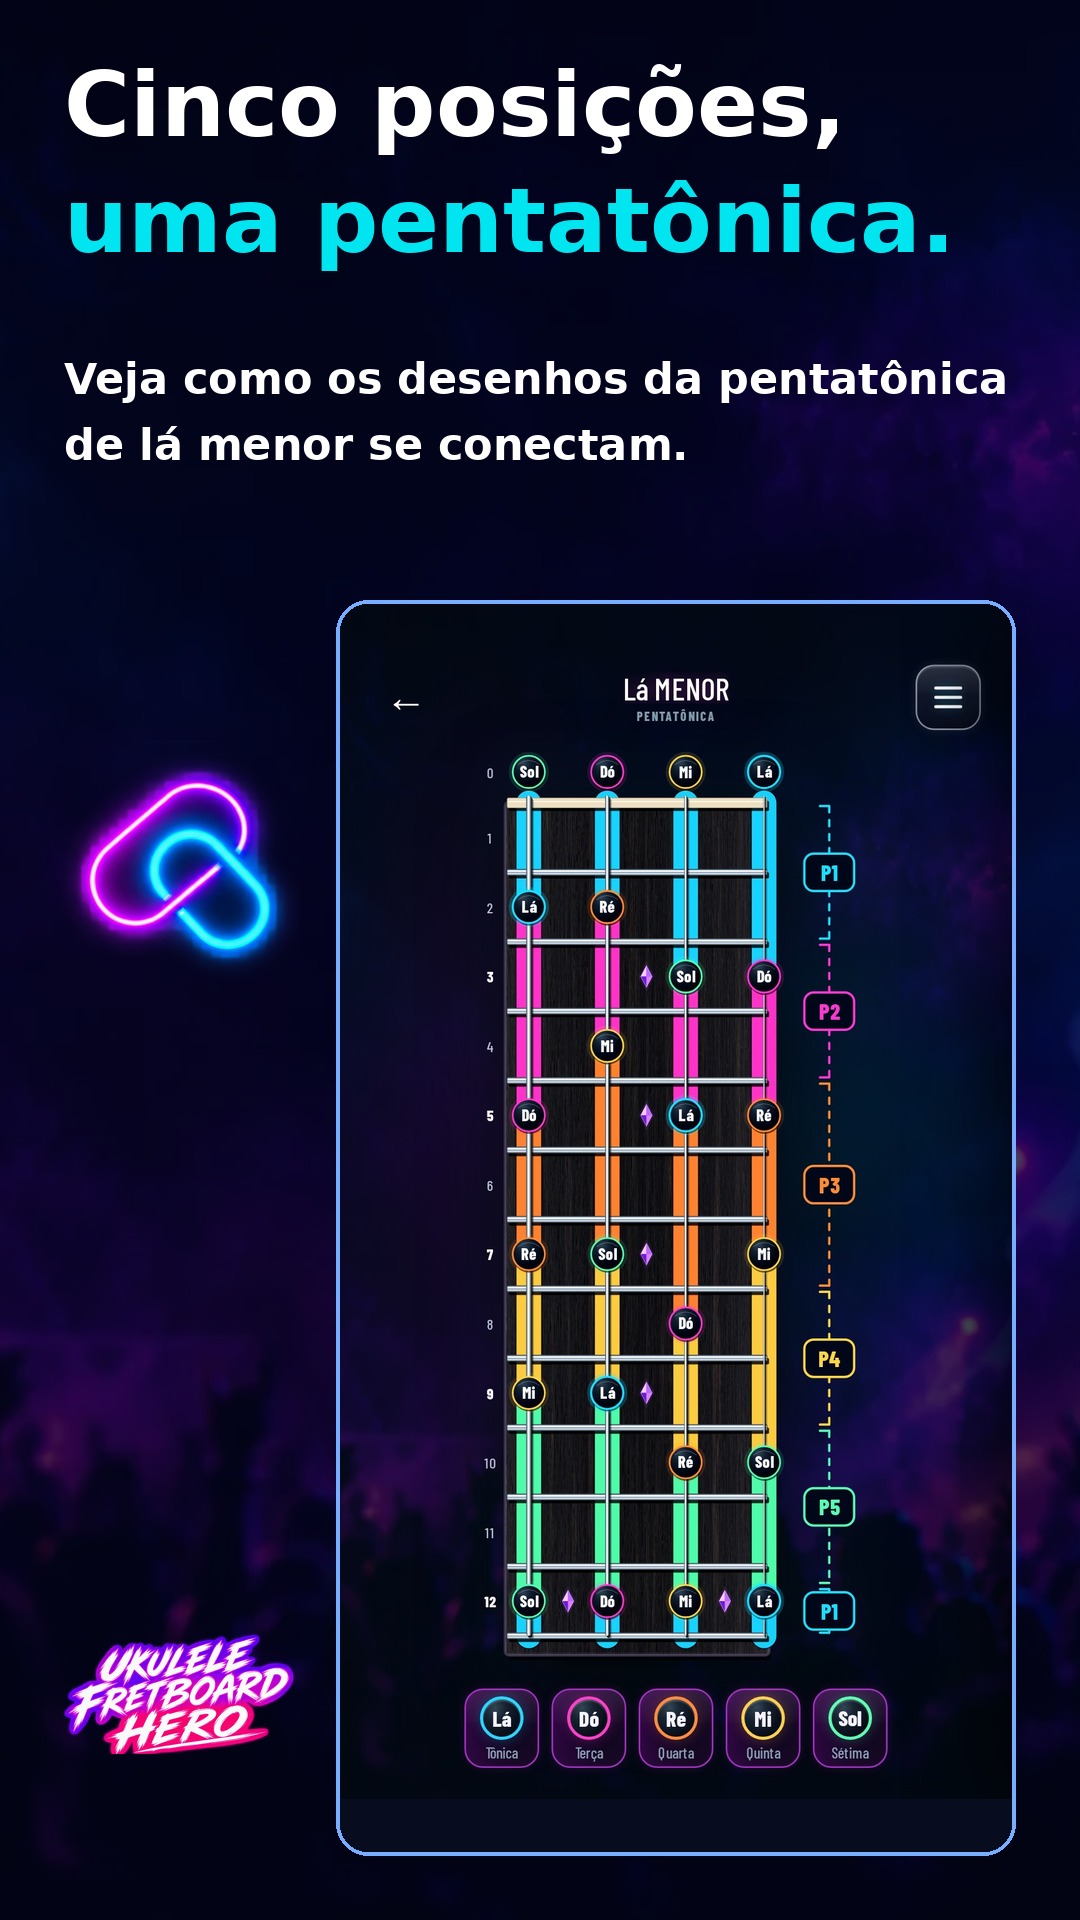 Cinco posições,
uma pentatônica.
Veja como os desenhos da pentatônica
de lá menor se conectam.
←
Lá MENOR
PENTATÔNICA
0 Sol Dó Mi Lá
1
P1
2 Lá Ré
3 Sol Dó
P2
4 Mi
5 Dó Lá Ré
6
P3
7 Ré Sol Mi
8 Dó
P4
9 Mi Lá
10 Ré Sol
P5
11
12 Sol Dó Mi Lá
P1
Lá Dó Ré Mi Sol
Tônica Terça Quarta Quinta Sétima
UKULELE
FRETBOARD
HERO